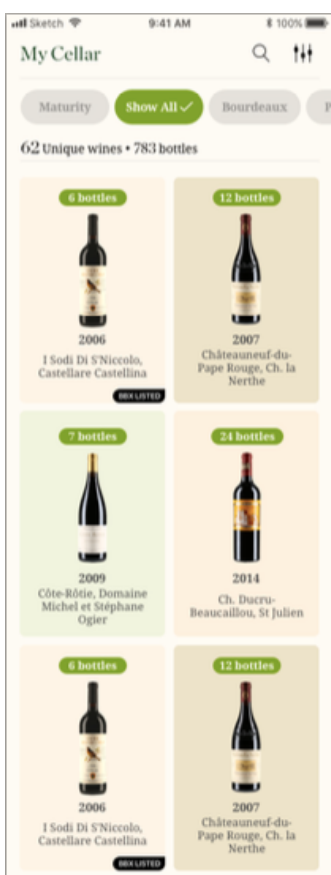 Sketch 9:41 AM 100%
My Cellar
Maturity Show All Bourdeaux P
62 Unique wines • 783 bottles
6 bottles 12 bottles
2006 2007
I Sodi Di S'Niccolo, Châteauneuf-du-
Castellare Castellina Pape Rouge, Ch. la
Nerthe
BBX LISTED
7 bottles 24 bottles
2009 2014
Côte-Rôtie, Domaine Ch. Ducru-
Michel et Stéphane Beaucaillou, St Julien
Ogier
6 bottles 12 bottles
2006 2007
I Sodi Di S'Niccolo, Châteauneuf-du-
Castellare Castellina Pape Rouge, Ch. la
Nerthe
BBX LISTED